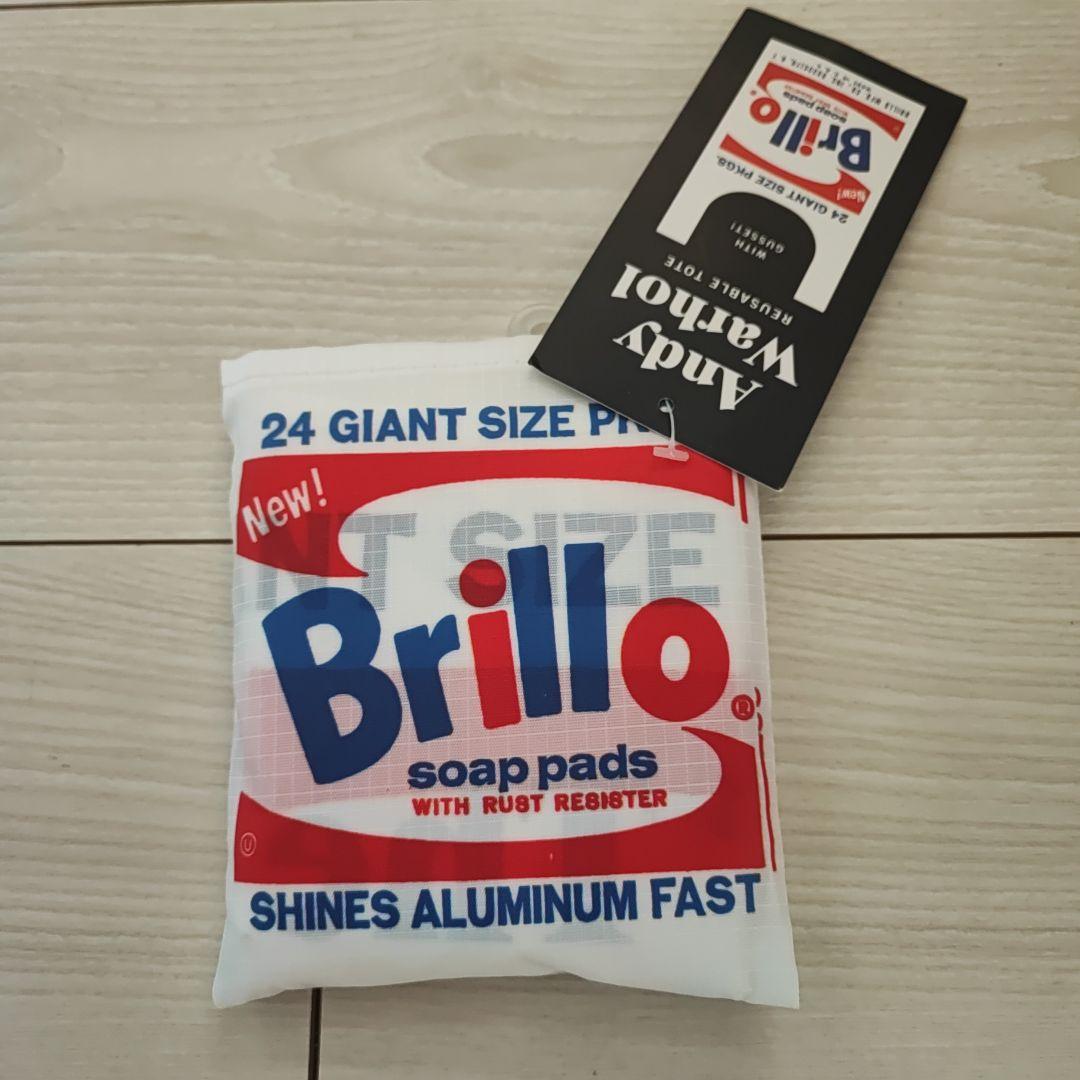 24 GIANT SIZE
New!
NT SIZE
Brillo
®
soap pads
WITH RUST RESISTER
U
SHINES ALUMINUM FAST
Andy
Warhol
REUSABLE TOTE
WITH
GUSSET!
24 GIANT SIZE PKGS.
New!
Brillo
soap pads